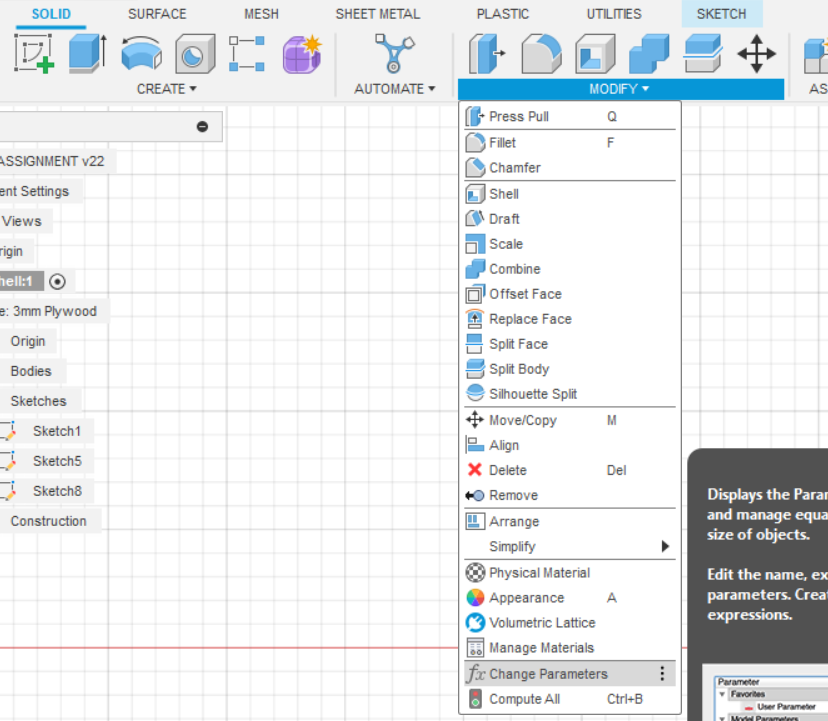 SOLID SURFACE MESH SHEET METAL PLASTIC UTILITIES SKETCH
CREATE ▾ AUTOMATE ▾ MODIFY ▾ AS
ASSIGNMENT v22
ent Settings
Views
rigin
hell:1
e: 3mm Plywood
Origin
Bodies
Sketches
Sketch1
Sketch5
Sketch8
Construction
Press Pull Q
Fillet F
Chamfer
Shell
Draft
Scale
Combine
Offset Face
Replace Face
Split Face
Split Body
Silhouette Split
Move/Copy M
Align
Delete Del
Remove
Arrange
Simplify
Physical Material
Appearance A
Volumetric Lattice
Manage Materials
fx Change Parameters
Compute All Ctrl+B
Displays the Param
and manage equa
size of objects.
Edit the name, ex
parameters. Creat
expressions.
Parameter
Favorites
User Parameter
Model Parameters